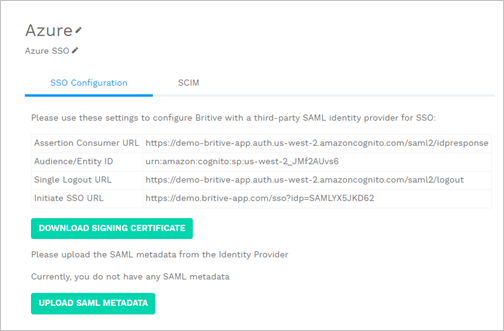 Azure
Azure SSO
SSO Configuration SCIM
Please use these settings to configure Britive with a third-party SAML identity provider for SSO:
Assertion Consumer URL https://demo-britive-app.auth.us-west-2.amazoncognito.com/saml2/idpresponse
Audience/Entity ID urn:amazon:cognito:sp:us-west-2_JMf2AUvs6
Single Logout URL https://demo-britive-app.auth.us-west-2.amazoncognito.com/saml2/logout
Initiate SSO URL https://demo.britive-app.com/sso?idp=SAMLYX5JKD62
DOWNLOAD SIGNING CERTIFICATE
Please upload the SAML metadata from the Identity Provider
Currently, you do not have any SAML metadata
UPLOAD SAML METADATA